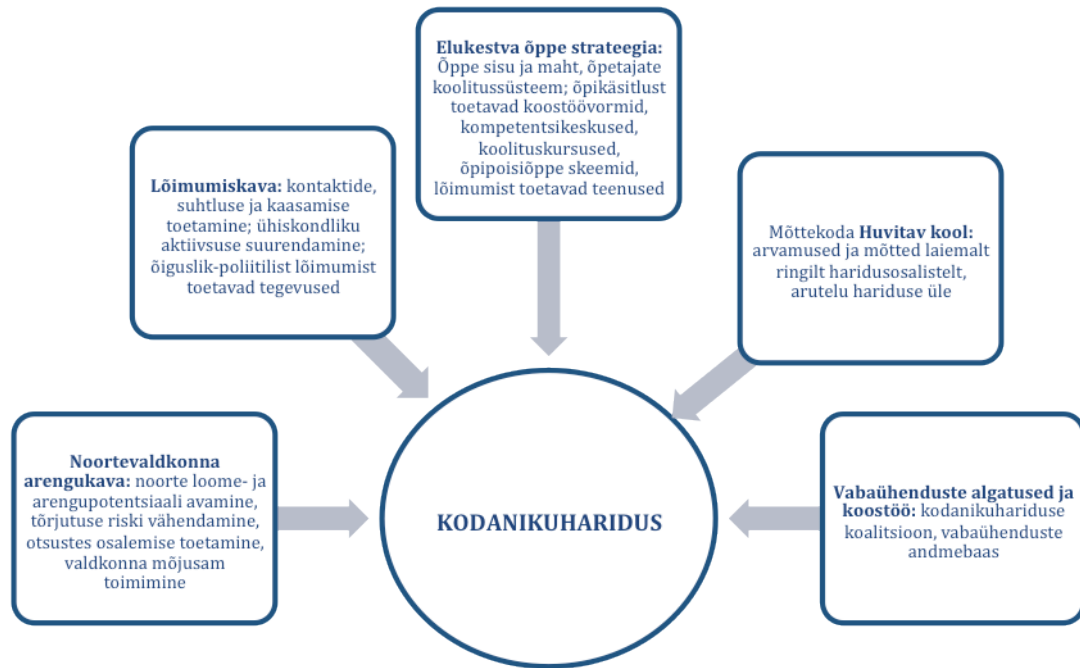 Elukestva õppe strateegia:
Õppe sisu ja maht, õpetajate
koolitussüsteem; õpikäsitlust
toetavad koostöövormid,
kompetentsikeskused,
koolituskursused,
õpipoisiõppe skeemid,
lõimumist toetavad teenused
Lõimumiskava: kontaktide,
suhtluse ja kaasamise
toetamine; ühiskondliku
aktiivsuse suurendamine;
õiguslik-poliitilist lõimumist
toetavad tegevused
Mõttekoda Huvitav kool:
arvamused ja mõtted laiemalt
ringilt haridusosalistelt,
arutelu hariduse üle
Noortevaldkonna
arengukava: noorte loome- ja
arengupotentsiaali avamine,
tõrjutuse riski vähendamine,
otsustes osalemise toetamine,
valdkonna mõjusam
toimimine
KODANIKUHARIDUS
Vabaühenduste algatused ja
koostöö: kodanikuhariduse
koalitsioon, vabaühenduste
andmebaas